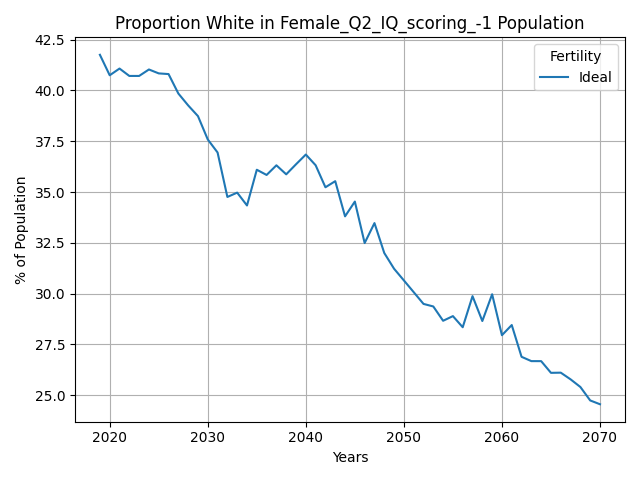 Proportion White in Female_Q2_IQ_scoring_-1 Population
42.5
40.0
37.5
35.0
32.5
30.0
27.5
25.0
% of Population
Fertility
Ideal
2020 2030 2040 2050 2060 2070
Years